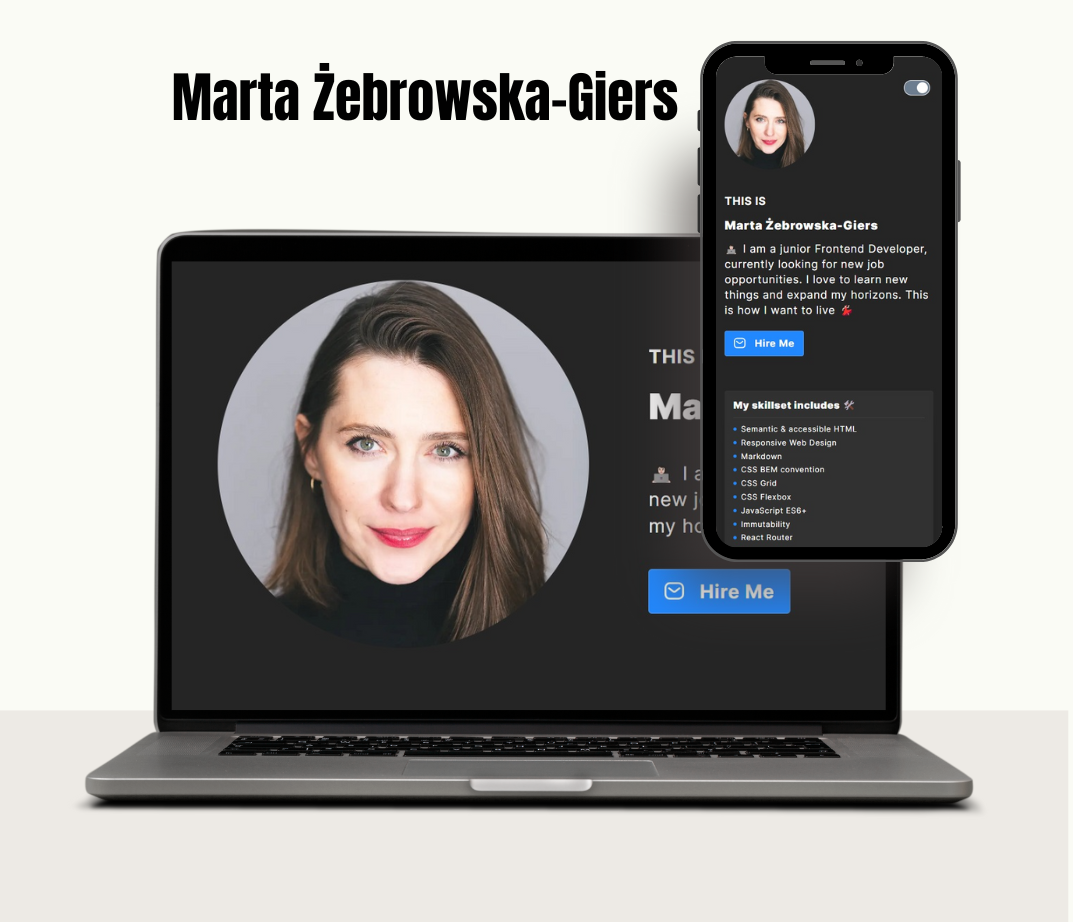 Marta Żebrowska-Giers
THIS IS
Marta Żebrowska-Giers
I am a junior Frontend Developer,
currently looking for new job
opportunities. I love to learn new
things and expand my horizons. This
is how I want to live
Hire Me
My skillset includes
Semantic & accessible HTML
Responsive Web Design
Markdown
CSS BEM convention
CSS Grid
CSS Flexbox
JavaScript ES6+
Immutability
React Router
THIS
Ma
I a
new j
my ho
Hire Me